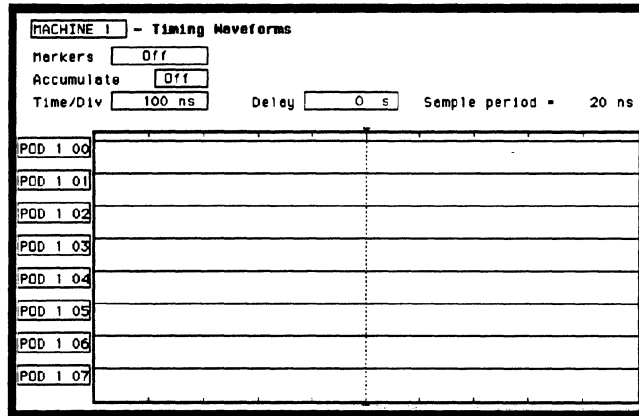 MACHINE 1 - Timing Waveforms
Markers Off
Accumulate Off
Time/Div 100 ns Delay 0 s Sample period = 20 ns
POD 1 00
POD 1 01
POD 1 02
POD 1 03
POD 1 04
POD 1 05
POD 1 06
POD 1 07